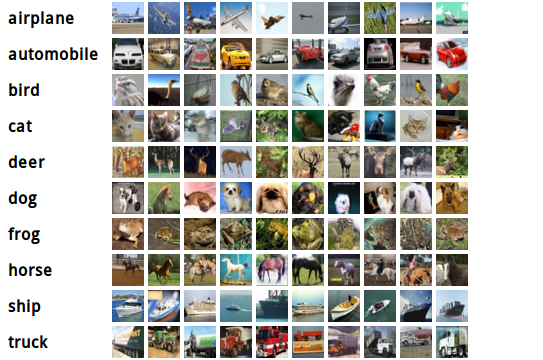 airplane
automobile
bird
cat
deer
dog
frog
horse
ship
truck